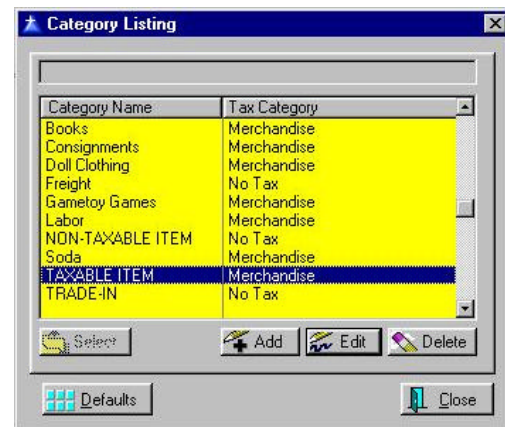 Category Listing
Category Name Tax Category
Books Merchandise
Consignments Merchandise
Doll Clothing Merchandise
Freight No Tax
Gametoy Games Merchandise
Labor Merchandise
NON-TAXABLE ITEM No Tax
Soda Merchandise
TAXABLE ITEM Merchandise
TRADE-IN No Tax
Select Add Edit Delete
Defaults Close